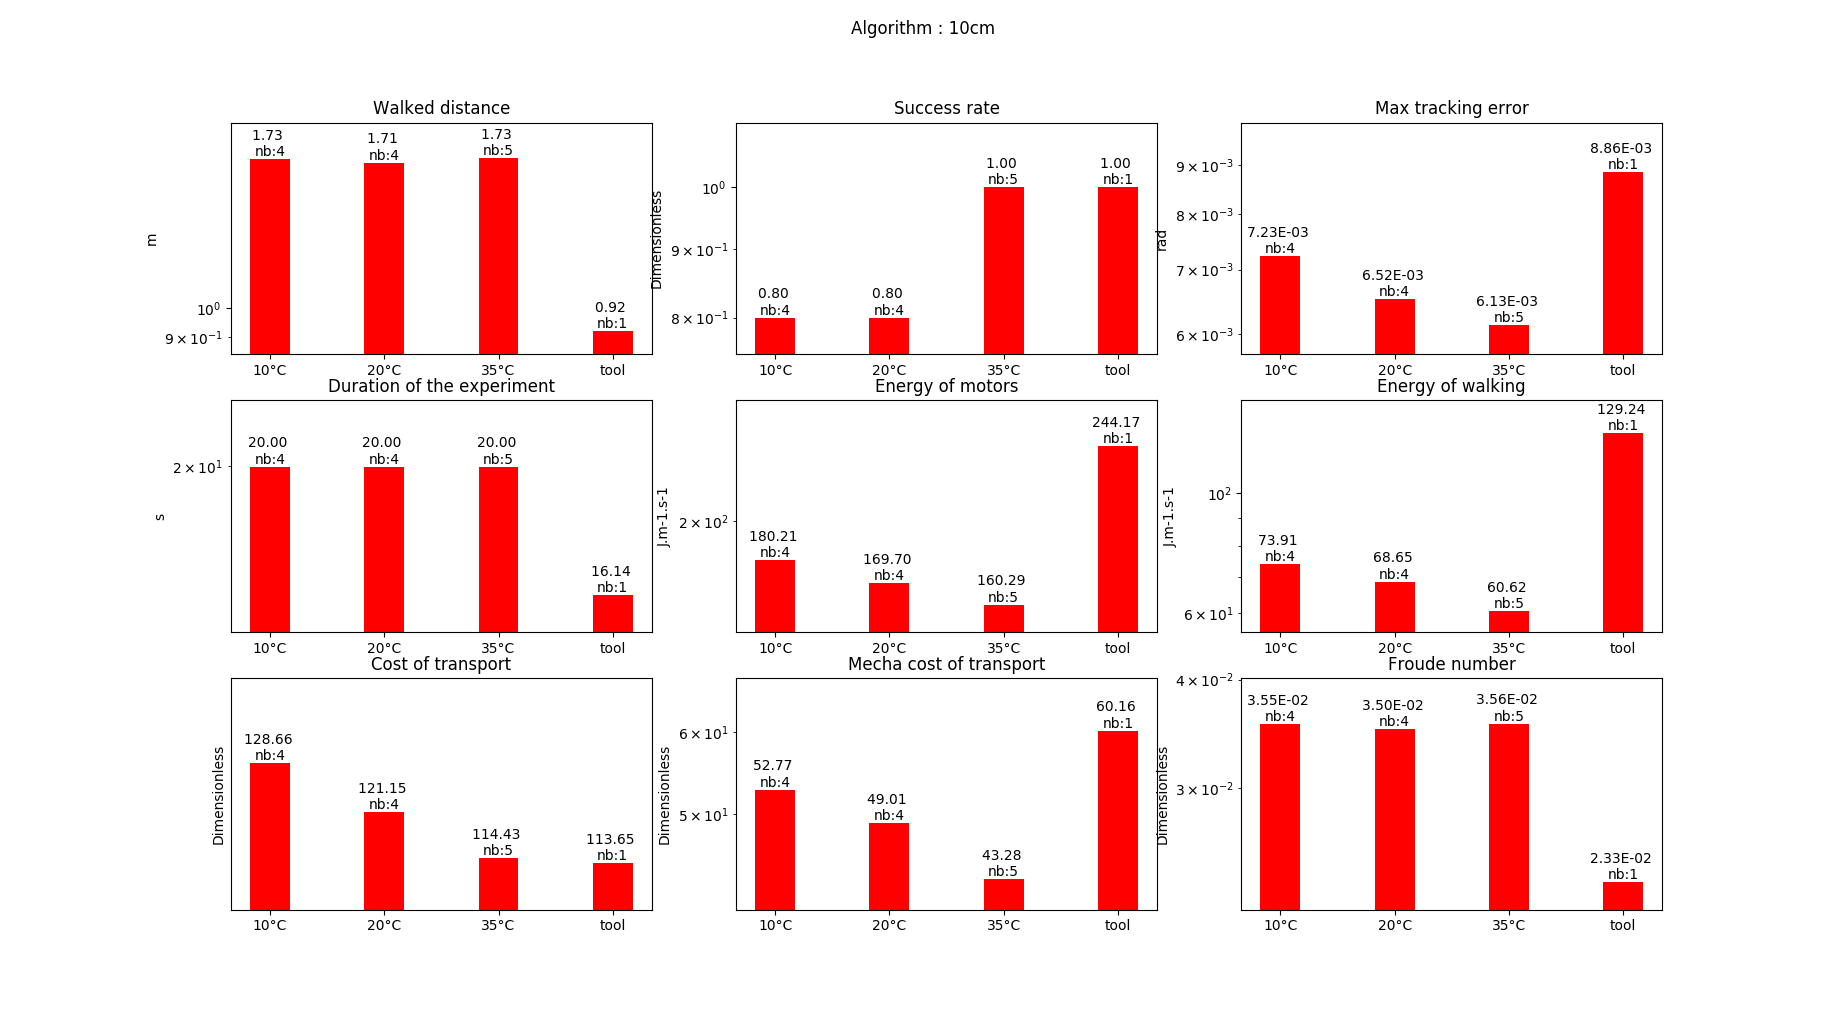 Algorithm : 10cm
Walked distance
m
10⁰
9 × 10⁻¹
1.73
nb:4
1.71
nb:4
1.73
nb:5
0.92
nb:1
10°C 20°C 35°C tool
Success rate
Dimensionless
10⁰
9 × 10⁻¹
8 × 10⁻¹
0.80
nb:4
0.80
nb:4
1.00
nb:5
1.00
nb:1
10°C 20°C 35°C tool
Max tracking error
rad
9 × 10⁻³
8 × 10⁻³
7 × 10⁻³
6 × 10⁻³
7.23E-03
nb:4
6.52E-03
nb:4
6.13E-03
nb:5
8.86E-03
nb:1
10°C 20°C 35°C tool
Duration of the experiment
s
2 × 10¹
20.00
nb:4
20.00
nb:4
20.00
nb:5
16.14
nb:1
10°C 20°C 35°C tool
Energy of motors
J.m-1.s-1
2 × 10²
180.21
nb:4
169.70
nb:4
160.29
nb:5
244.17
nb:1
10°C 20°C 35°C tool
Energy of walking
J.m-1.s-1
10²
6 × 10¹
73.91
nb:4
68.65
nb:4
60.62
nb:5
129.24
nb:1
10°C 20°C 35°C tool
Cost of transport
Dimensionless
128.66
nb:4
121.15
nb:4
114.43
nb:5
113.65
nb:1
10°C 20°C 35°C tool
Mecha cost of transport
Dimensionless
6 × 10¹
5 × 10¹
52.77
nb:4
49.01
nb:4
43.28
nb:5
60.16
nb:1
10°C 20°C 35°C tool
Froude number
Dimensionless
4 × 10⁻²
3 × 10⁻²
3.55E-02
nb:4
3.50E-02
nb:4
3.56E-02
nb:5
2.33E-02
nb:1
10°C 20°C 35°C tool